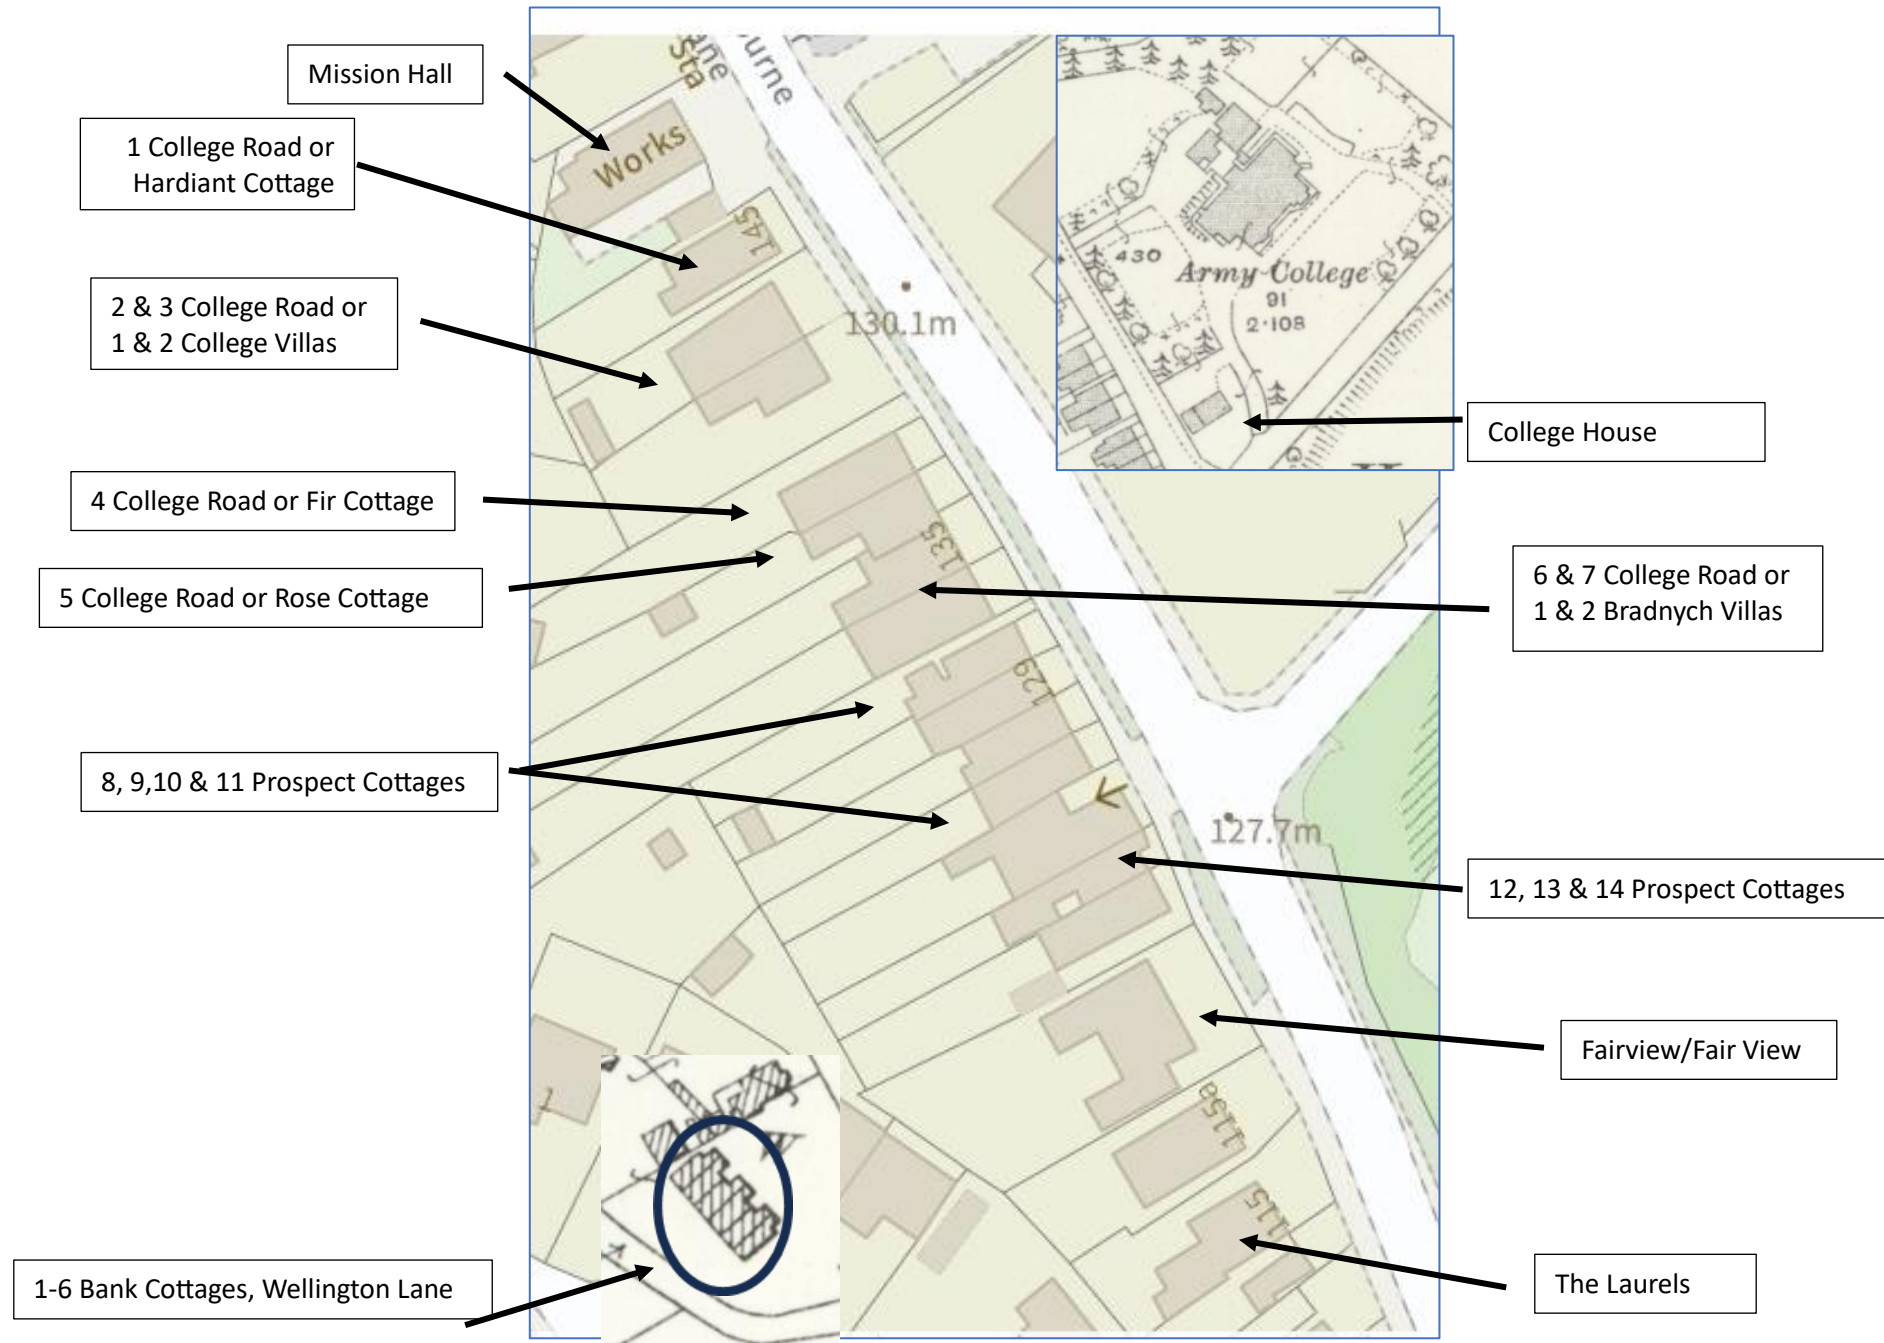 Mission Hall
1 College Road or
Hardiant Cottage
2 & 3 College Road or
1 & 2 College Villas
4 College Road or Fir Cottage
5 College Road or Rose Cottage
8, 9,10 & 11 Prospect Cottages
1-6 Bank Cottages, Wellington Lane
Sta
ane
urne
Works
145
130.1m
135
129
127.7m
115a
115
430
Army College
91
2·108
College House
6 & 7 College Road or
1 & 2 Bradnych Villas
12, 13 & 14 Prospect Cottages
Fairview/Fair View
The Laurels